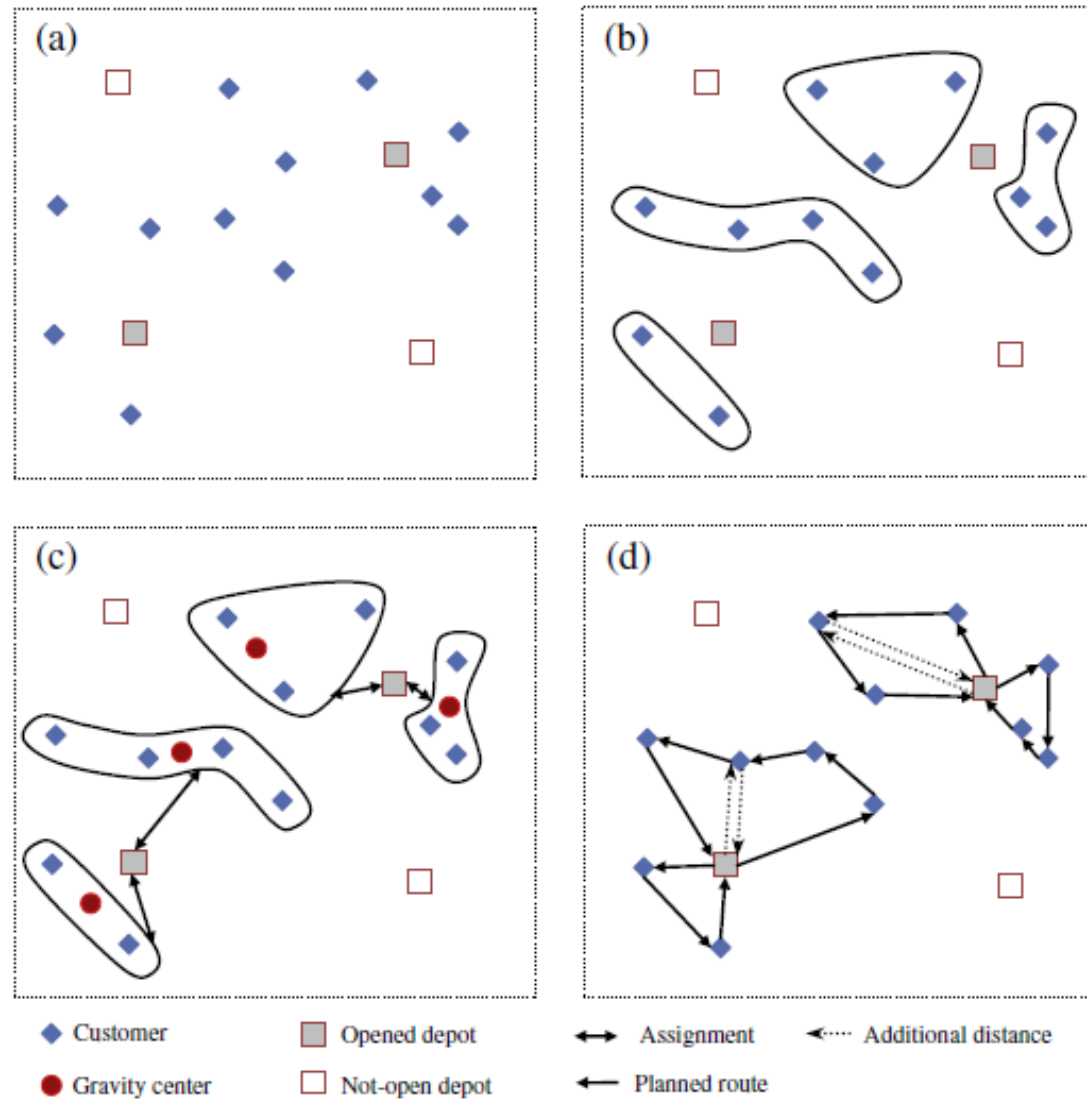 (a)
(b)
(c)
(d)
Customer
Opened depot
Assignment
Additional distance
Gravity center
Not-open depot
Planned route